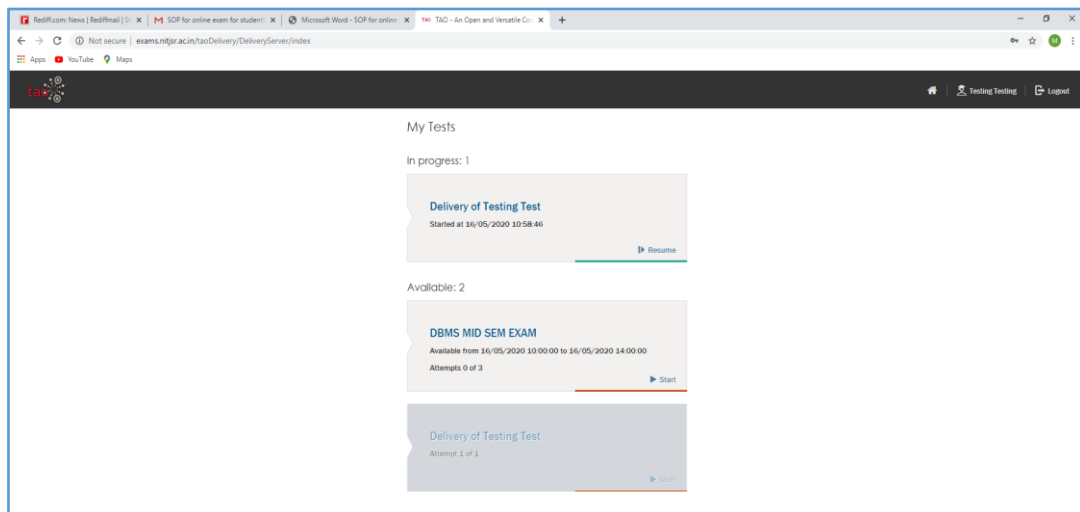 Rediff.com: News | Rediffmail | St
SOP for online exam for student:
Microsoft Word - SOP for online
TAO - An Open and Versatile Co
Not secure | exams.nitjsr.ac.in/taoDelivery/DeliveryServer/index
M
Apps YouTube Maps
tao
Testing Testing Logout
My Tests
In progress: 1
Delivery of Testing Test
Started at 16/05/2020 10:58:46
Resume
Available: 2
DBMS MID SEM EXAM
Available from 16/05/2020 10:00:00 to 16/05/2020 14:00:00
Attempts 0 of 3
Start
Delivery of Testing Test
Attempt 1 of 1
Start